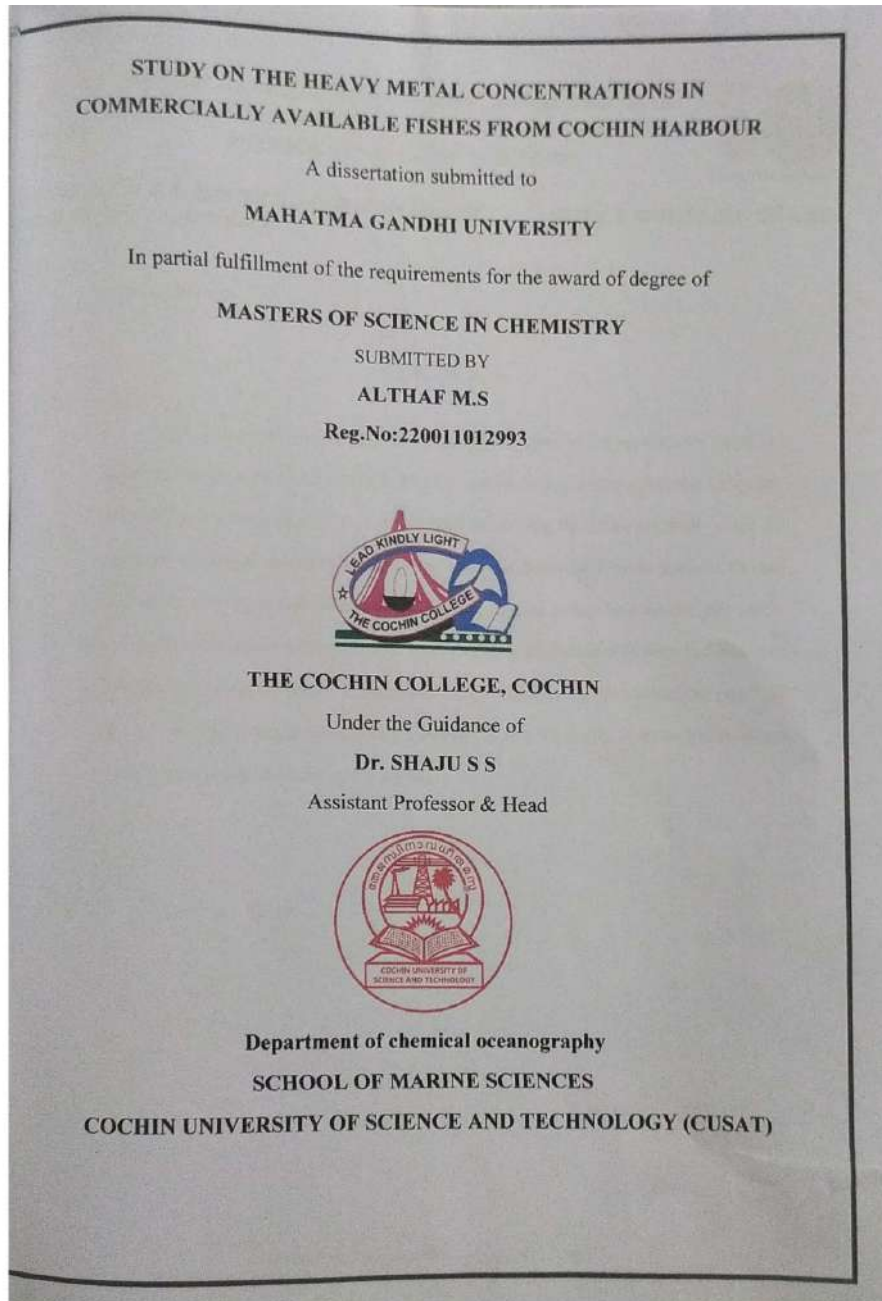 STUDY ON THE HEAVY METAL CONCENTRATIONS IN
COMMERCIALLY AVAILABLE FISHES FROM COCHIN HARBOUR
A dissertation submitted to
MAHATMA GANDHI UNIVERSITY
In partial fulfillment of the requirements for the award of degree of
MASTERS OF SCIENCE IN CHEMISTRY
SUBMITTED BY
ALTHAF M.S
Reg.No:220011012993
LEAD KINDLY LIGHT
THE COCHIN COLLEGE
THE COCHIN COLLEGE, COCHIN
Under the Guidance of
Dr. SHAJU S S
Assistant Professor & Head
തേജസ്വിനാവധീതമസ്തു
COCHIN UNIVERSITY OF
SCIENCE AND TECHNOLOGY
Department of chemical oceanography
SCHOOL OF MARINE SCIENCES
COCHIN UNIVERSITY OF SCIENCE AND TECHNOLOGY (CUSAT)